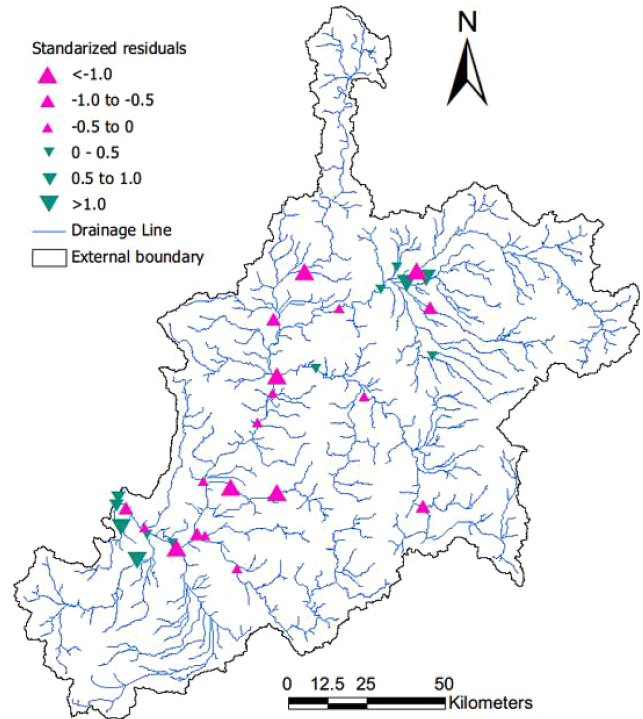 N
Standarized residuals
<-1.0
-1.0 to -0.5
-0.5 to 0
0 - 0.5
0.5 to 1.0
>1.0
Drainage Line
External boundary
0 12.5 25 50
Kilometers